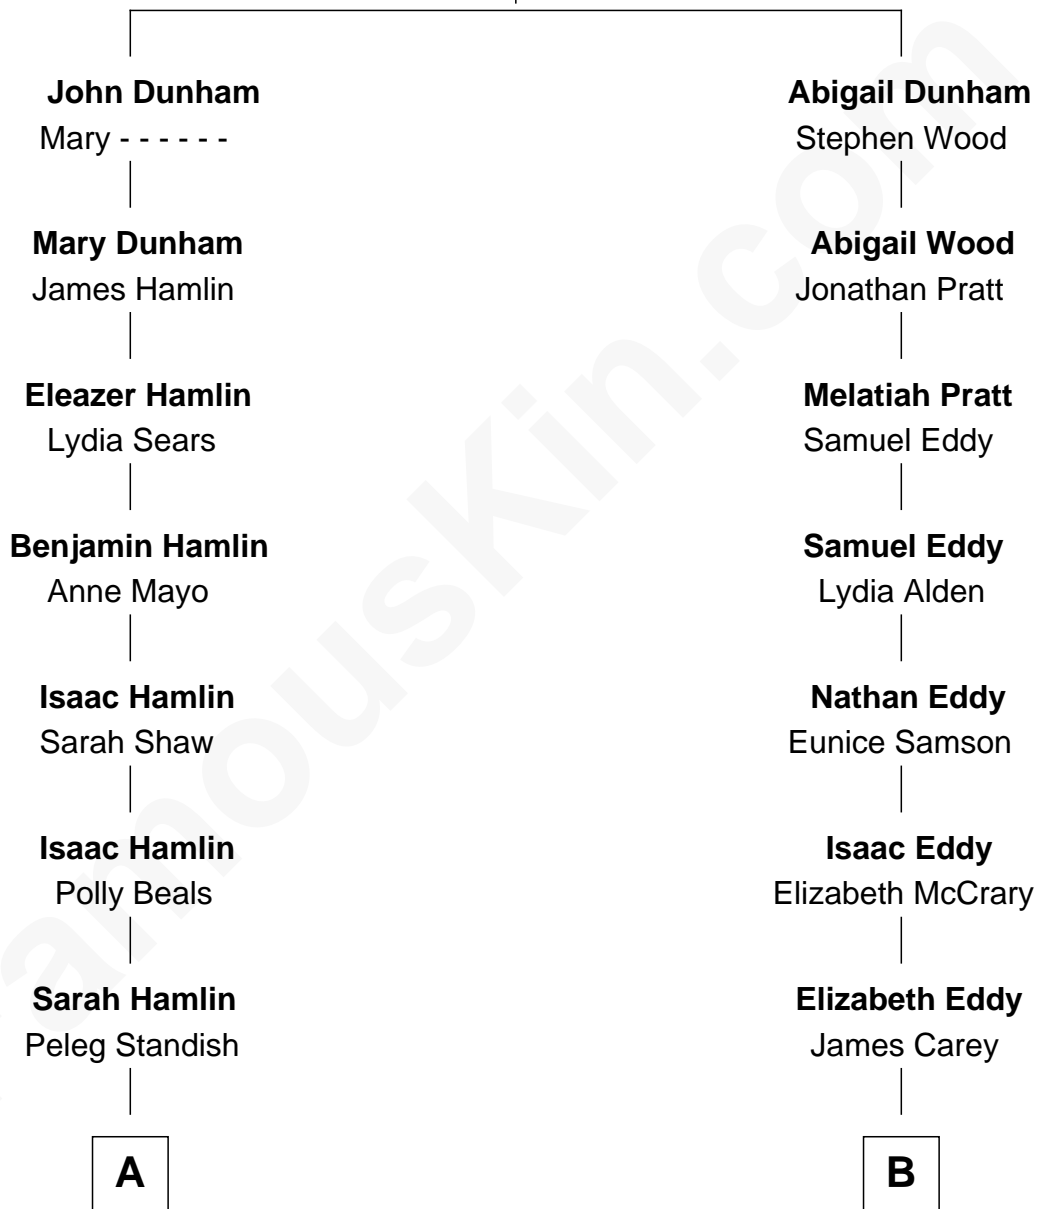 John Dunham
Mary - - - - - -
Mary Dunham
James Hamlin
Eleazer Hamlin
Lydia Sears
Benjamin Hamlin
Anne Mayo
Isaac Hamlin
Sarah Shaw
Isaac Hamlin
Polly Beals
Sarah Hamlin
Peleg Standish
A
Abigail Dunham
Stephen Wood
Abigail Wood
Jonathan Pratt
Melatiah Pratt
Samuel Eddy
Samuel Eddy
Lydia Alden
Nathan Eddy
Eunice Samson
Isaac Eddy
Elizabeth McCrary
Elizabeth Eddy
James Carey
B
amousKin.com